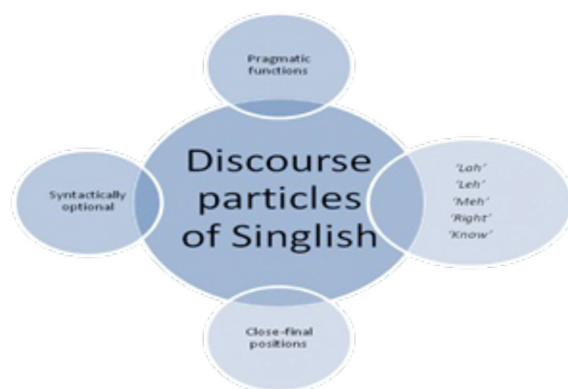 Pragmatic
functions
Discourse
particles
of Singlish
Syntactically
optional
'Lah'
'Leh'
'Meh'
'Right'
'Know'
Close-final
positions